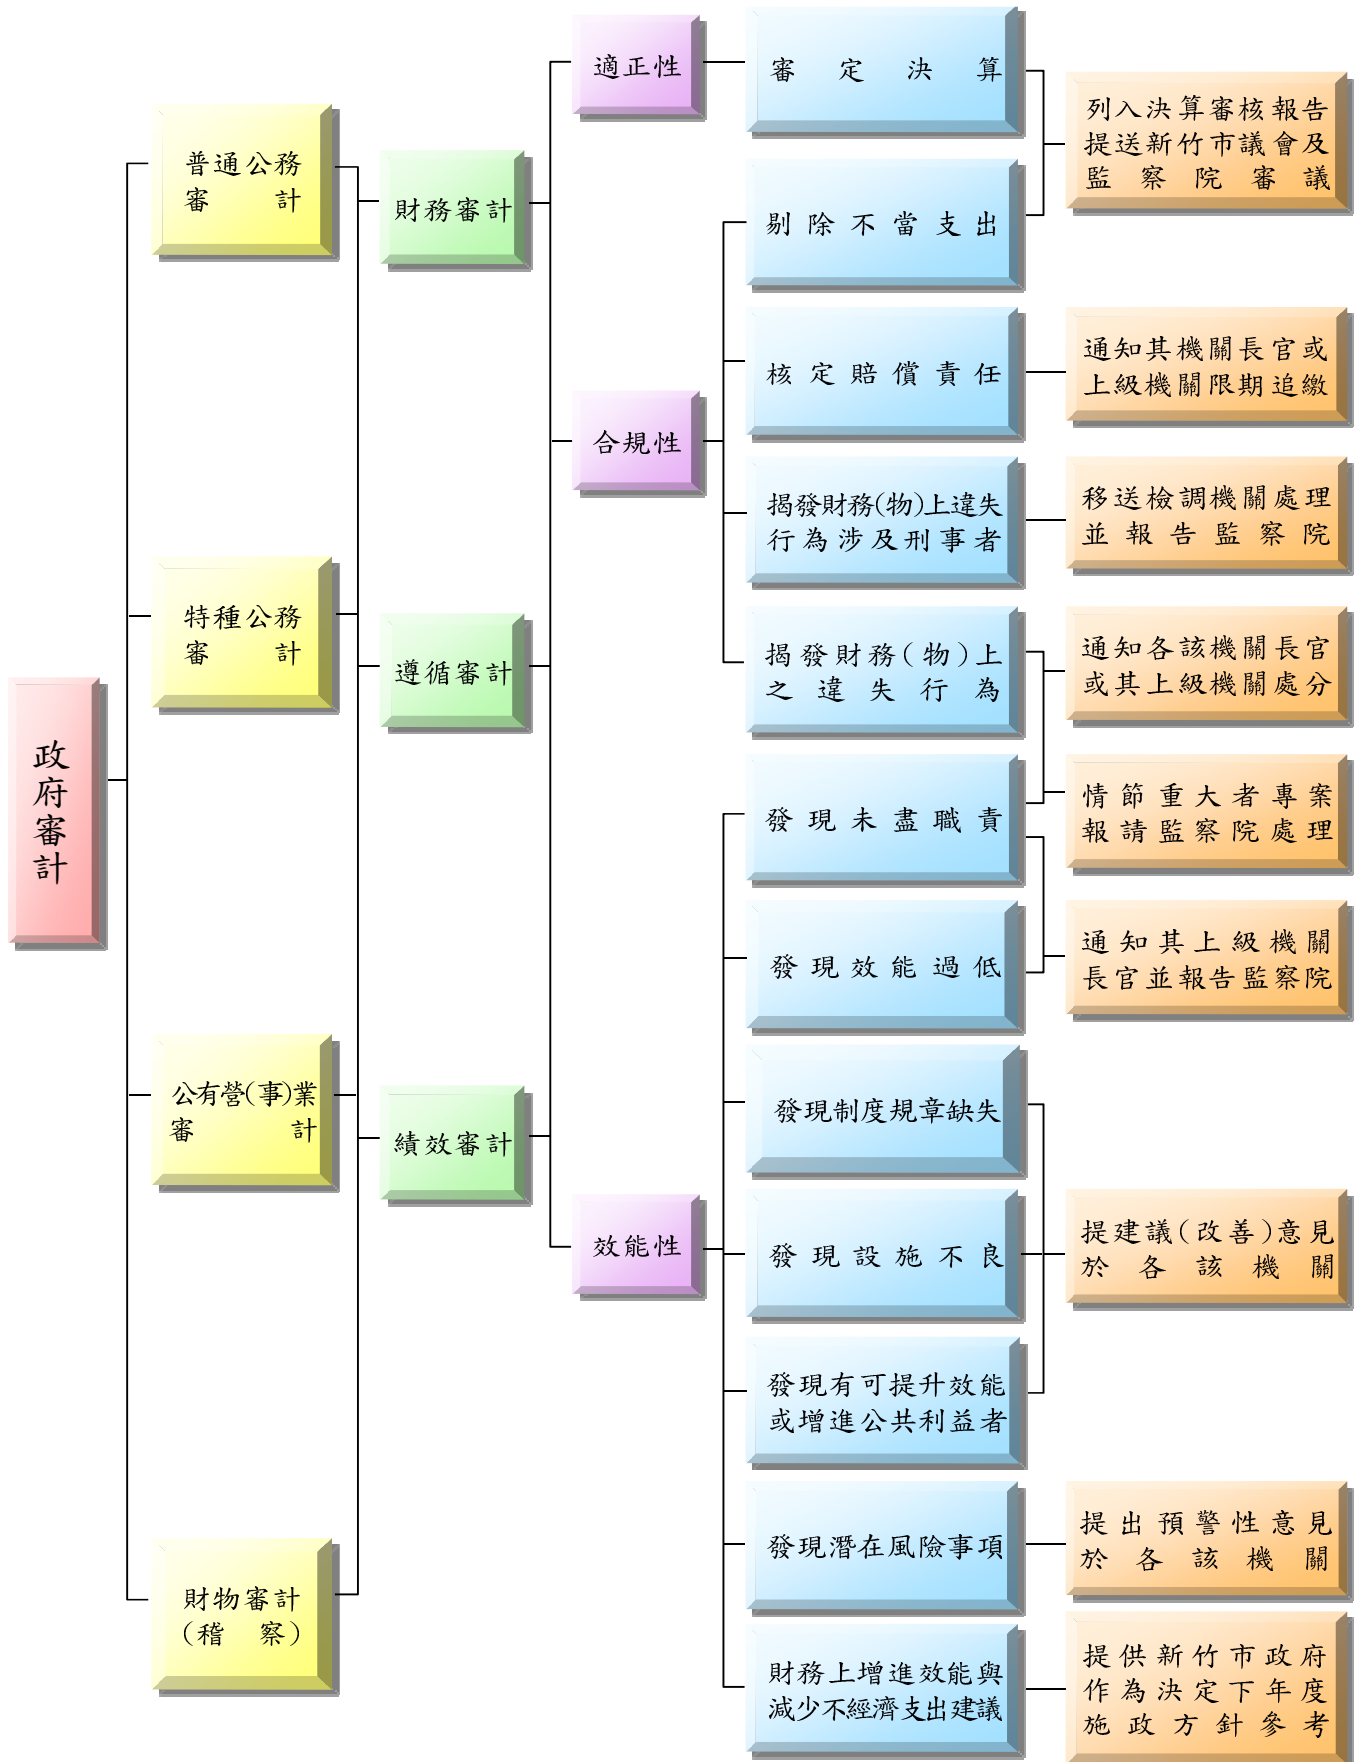 政府審計
普通公務
審計
特種公務
審計
公有營(事)業
審計
財物審計
(稽察)
財務審計
遵循審計
績效審計
適正性
合規性
效能性
審定決算
剔除不當支出
核定賠償責任
揭發財務(物)上違失
行為涉及刑事者
揭發財務(物)上
之違失行為
發現未盡職責
發現效能過低
發現制度規章缺失
發現設施不良
發現有可提升效能
或增進公共利益者
發現潛在風險事項
財務上增進效能與
減少不經濟支出建議
列入決算審核報告
提送新竹市議會及
監察院審議
通知其機關長官或
上級機關限期追繳
移送檢調機關處理
並報告監察院
通知各該機關長官
或其上級機關處分
情節重大者專案
報請監察院處理
通知其上級機關
長官並報告監察院
提建議(改善)意見
於各該機關
提出預警性意見
於各該機關
提供新竹市政府
作為決定下年度
施政方針參考